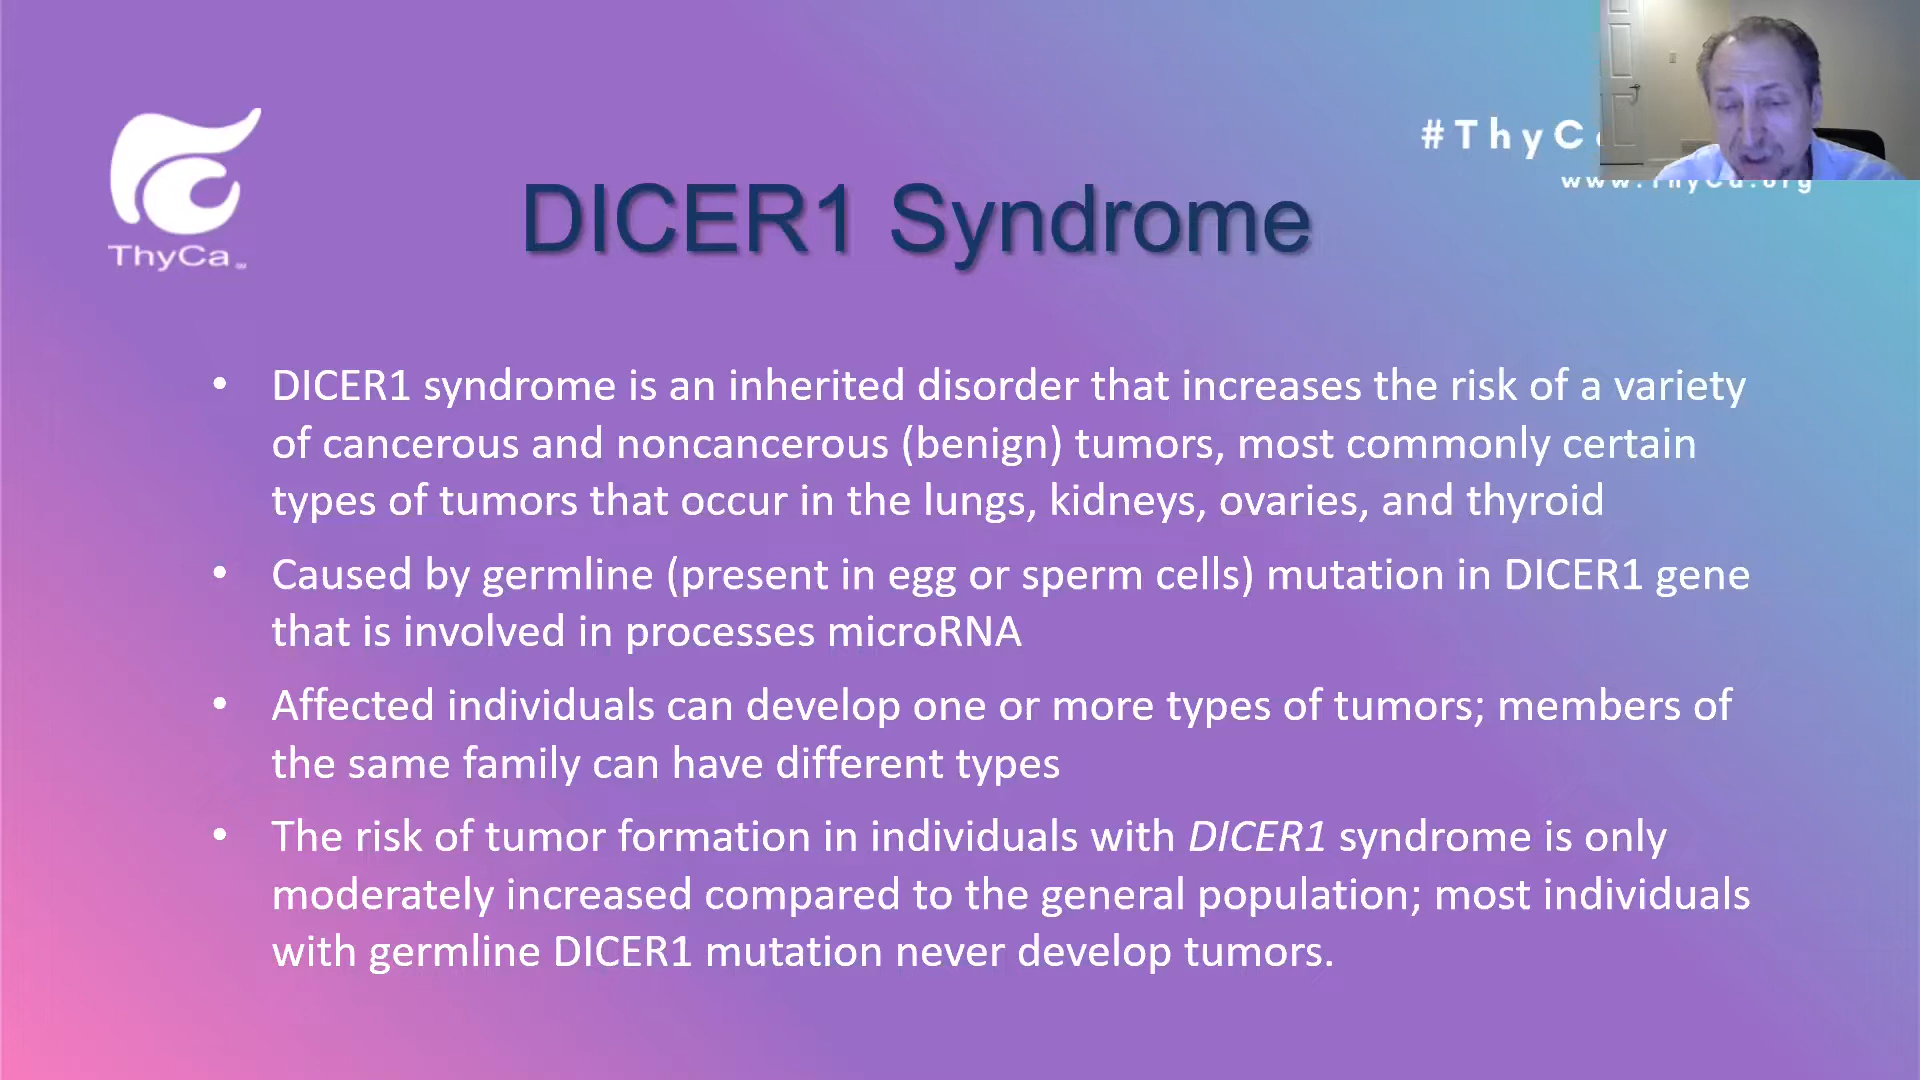 #ThyC
www.ThyCa.org
ThyCa
DICER1 Syndrome
• DICER1 syndrome is an inherited disorder that increases the risk of a variety
of cancerous and noncancerous (benign) tumors, most commonly certain
types of tumors that occur in the lungs, kidneys, ovaries, and thyroid
• Caused by germline (present in egg or sperm cells) mutation in DICER1 gene
that is involved in processes microRNA
• Affected individuals can develop one or more types of tumors; members of
the same family can have different types
• The risk of tumor formation in individuals with DICER1 syndrome is only
moderately increased compared to the general population; most individuals
with germline DICER1 mutation never develop tumors.